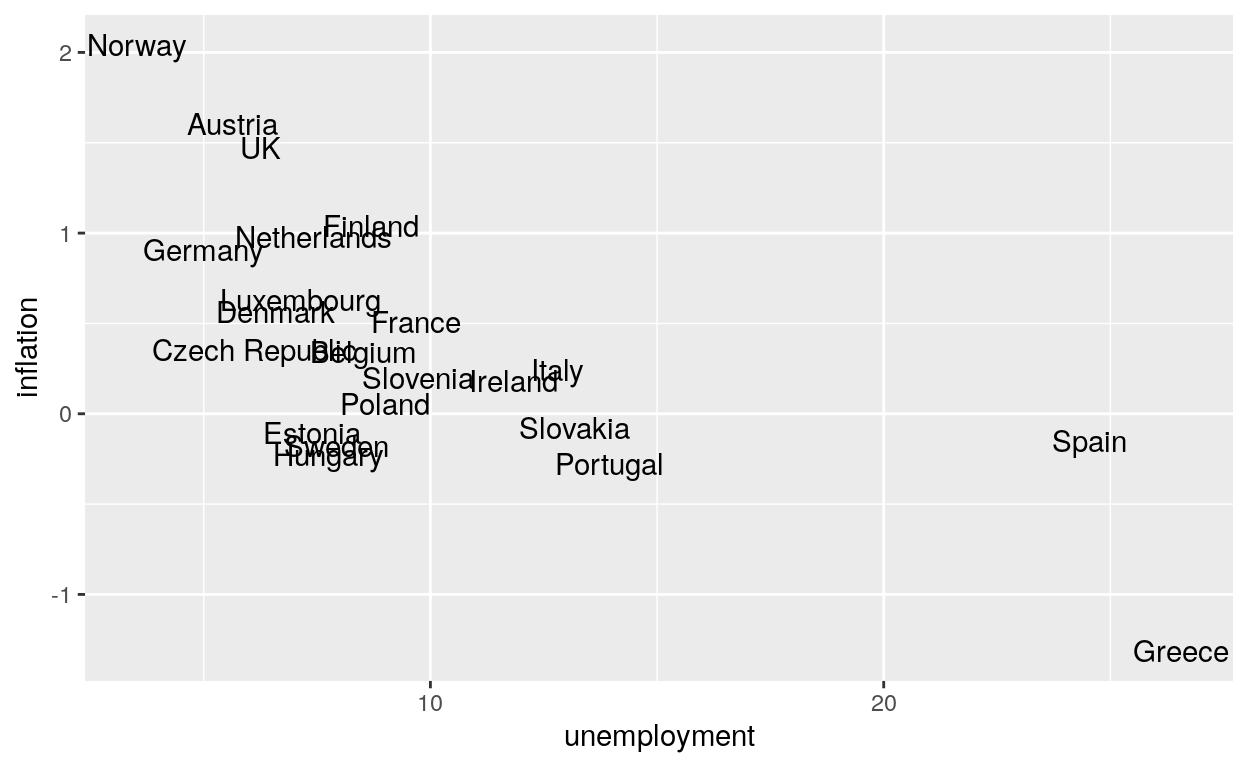 2
Norway
Austria
UK
Finland
1
Netherlands
Germany
Luxembourg
Denmark
France
Czech Republic
Belgium
Italy
Slovenia
Ireland
Poland
0
Slovakia
Estonia
Spain
Sweden
Hungary
Portugal
-1
Greece
10
20
inflation
unemployment